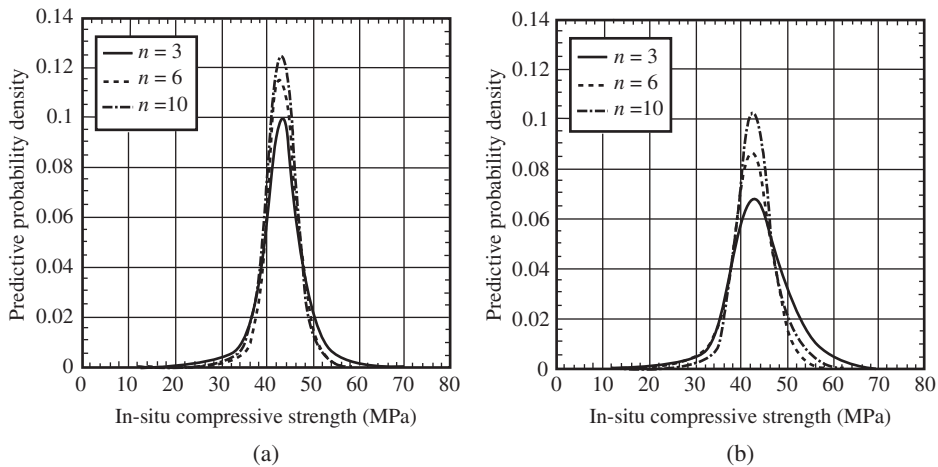 0.14
0.12
0.1
0.08
0.06
0.04
0.02
0
Predictive probability density
n = 3
n = 6
n =10
0 10 20 30 40 50 60 70 80
In-situ compressive strength (MPa)
(a)
0.14
0.12
0.1
0.08
0.06
0.04
0.02
0
Predictive probability density
n = 3
n = 6
n =10
0 10 20 30 40 50 60 70 80
In-situ compressive strength (MPa)
(b)